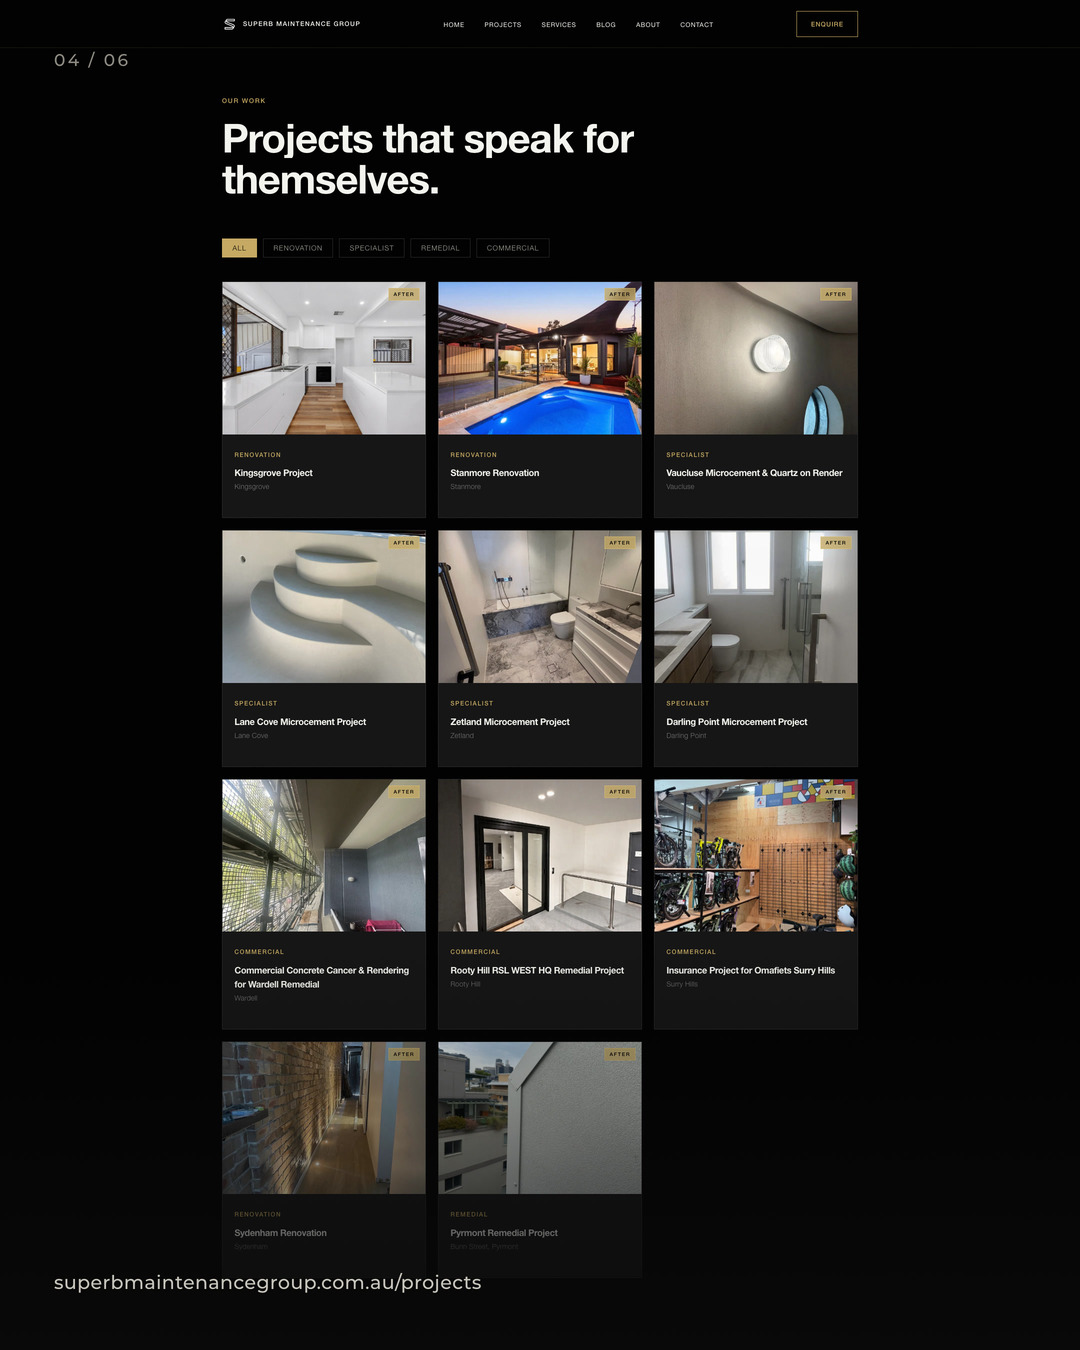 SUPERB MAINTENANCE GROUP
HOME PROJECTS SERVICES BLOG ABOUT CONTACT
ENQUIRE
04 / 06
OUR WORK
Projects that speak for
themselves.
ALL RENOVATION SPECIALIST REMEDIAL COMMERCIAL
AFTER
RENOVATION
Kingsgrove Project
Kingsgrove
AFTER
RENOVATION
Stanmore Renovation
Stanmore
AFTER
SPECIALIST
Vaucluse Microcement & Quartz on Render
Vaucluse
AFTER
SPECIALIST
Lane Cove Microcement Project
Lane Cove
AFTER
SPECIALIST
Zetland Microcement Project
Zetland
AFTER
SPECIALIST
Darling Point Microcement Project
Darling Point
AFTER
COMMERCIAL
Commercial Concrete Cancer & Rendering
for Wardell Remedial
Wardell
AFTER
COMMERCIAL
Rooty Hill RSL WEST HQ Remedial Project
Rooty Hill
AFTER
COMMERCIAL
Insurance Project for Omafiets Surry Hills
Surry Hills
AFTER
RENOVATION
Sydenham Renovation
Sydenham
AFTER
REMEDIAL
Pyrmont Remedial Project
Bunn Street, Pyrmont
superbmaintenancegroup.com.au/projects